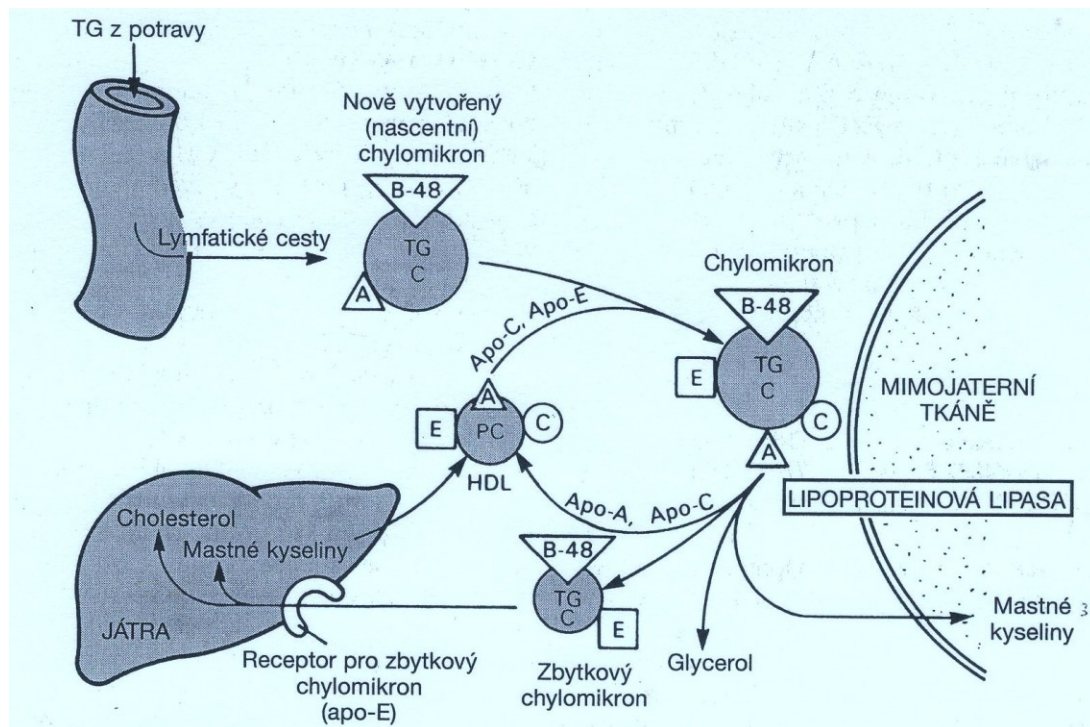 TG z potravy
Nově vytvořený
(nascentní)
chylomikron
B-48
TG
C
A
Lymfatické cesty
Chylomikron
B-48
TG
C
E
C
A
Apo-C, Apo-E
A
E
PC
C
HDL
Apo-A, Apo-C
MIMOJATERNÍ
TKÁNĚ
LIPOPROTEINOVÁ LIPASA
Cholesterol
Mastné kyseliny
JÁTRA
B-48
TG
C
E
Receptor pro zbytkový
chylomikron
(apo-E)
Zbytkový
chylomikron
Glycerol
Mastné
kyseliny